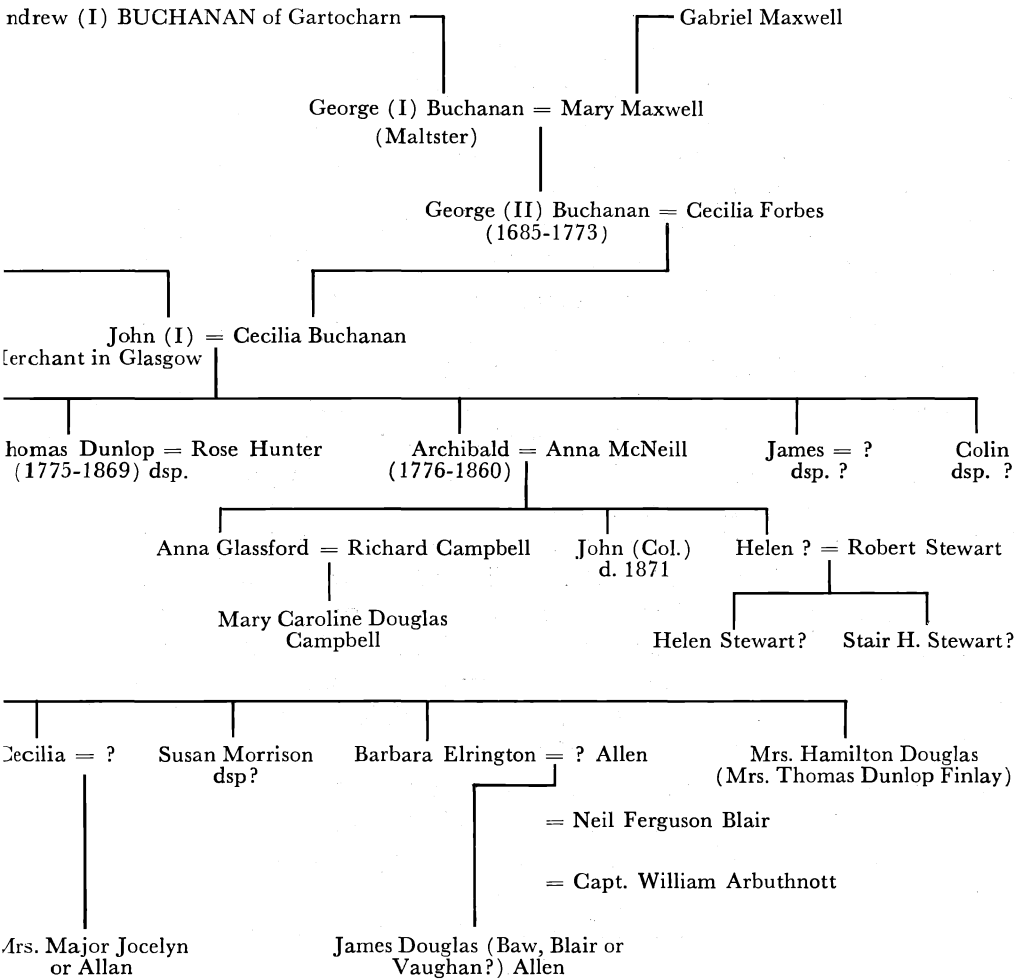 ndrew (I) BUCHANAN of Gartocharn
Gabriel Maxwell
George (I) Buchanan = Mary Maxwell
(Maltster)
George (II) Buchanan = Cecilia Forbes
(1685-1773)
John (I) = Cecilia Buchanan
erchant in Glasgow
homas Dunlop = Rose Hunter
(1775-1869) dsp.
Archibald = Anna McNeill
(1776-1860)
James = ?
dsp. ?
Colin
dsp. ?
Anna Glassford = Richard Campbell
John (Col.)
d. 1871
Helen ? = Robert Stewart
Mary Caroline Douglas
Campbell
Helen Stewart?
Stair H. Stewart?
Cecilia = ?
Susan Morrison
dsp?
Barbara Elrington = ? Allen
Mrs. Hamilton Douglas
(Mrs. Thomas Dunlop Finlay)
= Neil Ferguson Blair
= Capt. William Arbuthnott
Mrs. Major Jocelyn
or Allan
James Douglas (Baw, Blair or
Vaughan?) Allen